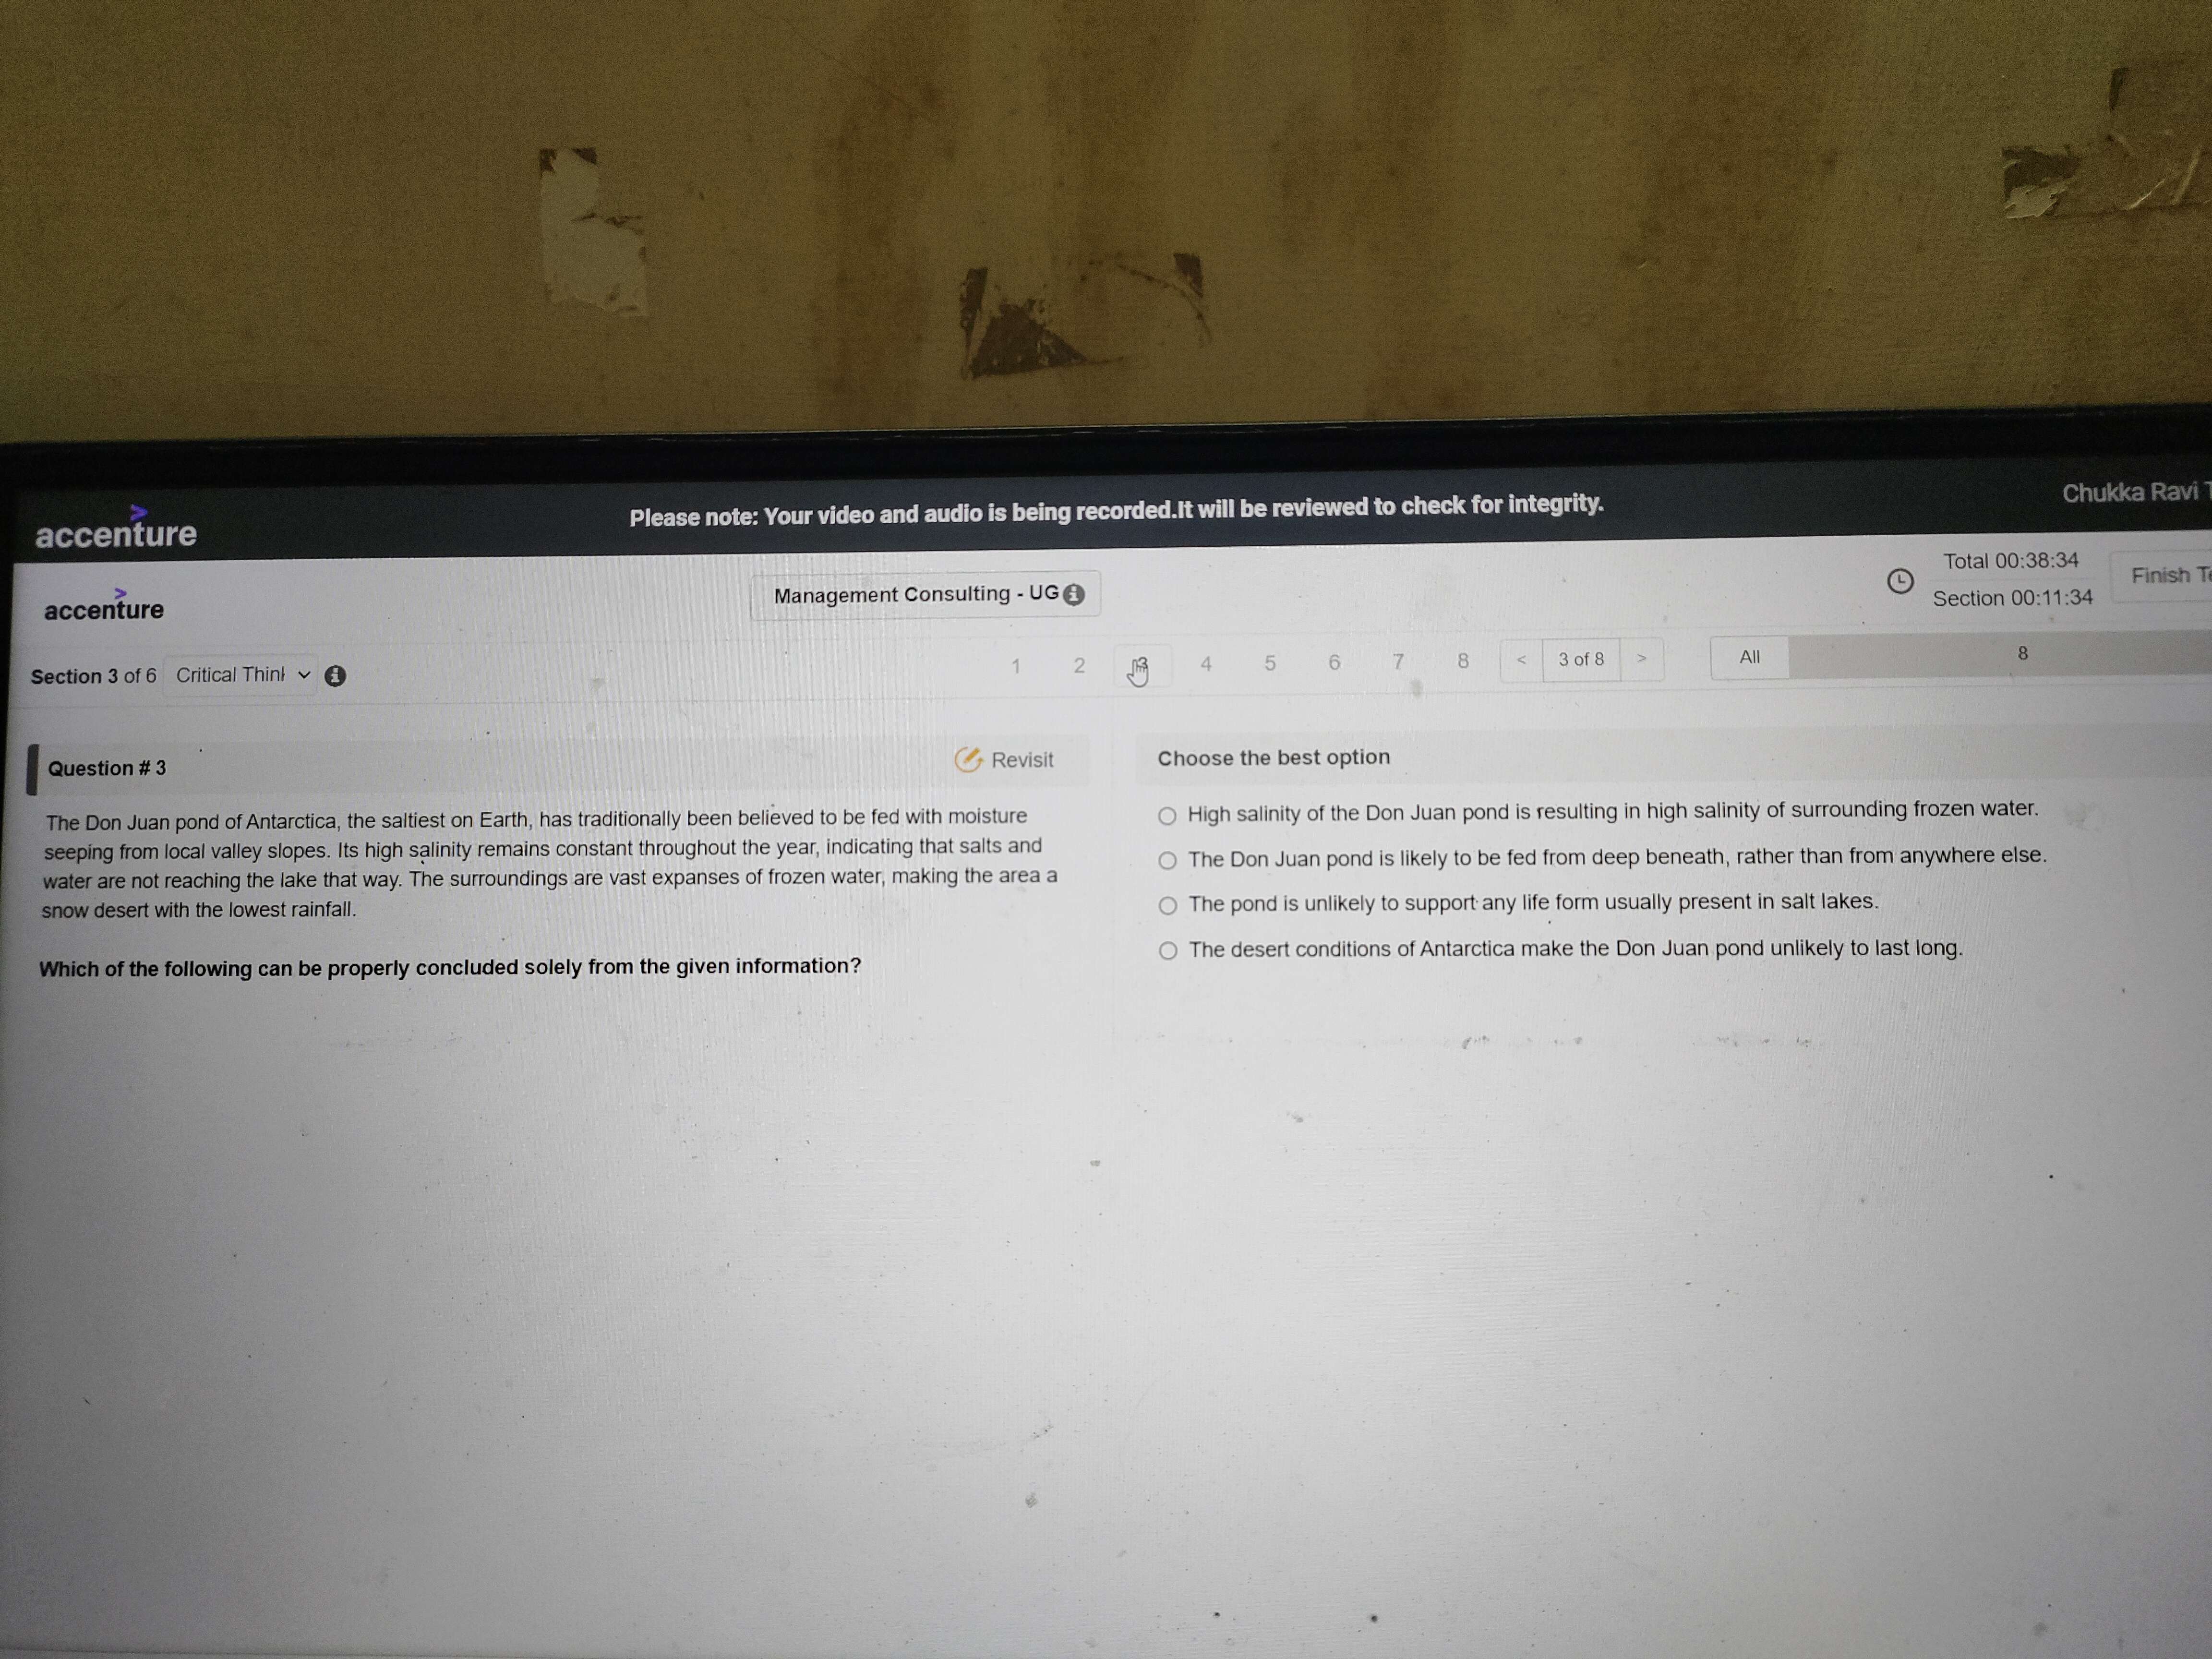 accenture
Please note: Your video and audio is being recorded.It will be reviewed to check for integrity.
Chukka Ravi
accenture
Management Consulting - UG
Total 00:38:34
Section 00:11:34
Finish
Section 3 of 6
Critical Think
1 2 3 4 5 6 7 8
< 3 of 8 >
All
8
Question # 3
Revisit
The Don Juan pond of Antarctica, the saltiest on Earth, has traditionally been believed to be fed with moisture
seeping from local valley slopes. Its high salinity remains constant throughout the year, indicating that salts and
water are not reaching the lake that way. The surroundings are vast expanses of frozen water, making the area a
snow desert with the lowest rainfall.
Which of the following can be properly concluded solely from the given information?
Choose the best option
High salinity of the Don Juan pond is resulting in high salinity of surrounding frozen water.
The Don Juan pond is likely to be fed from deep beneath, rather than from anywhere else.
The pond is unlikely to support any life form usually present in salt lakes.
The desert conditions of Antarctica make the Don Juan pond unlikely to last long.